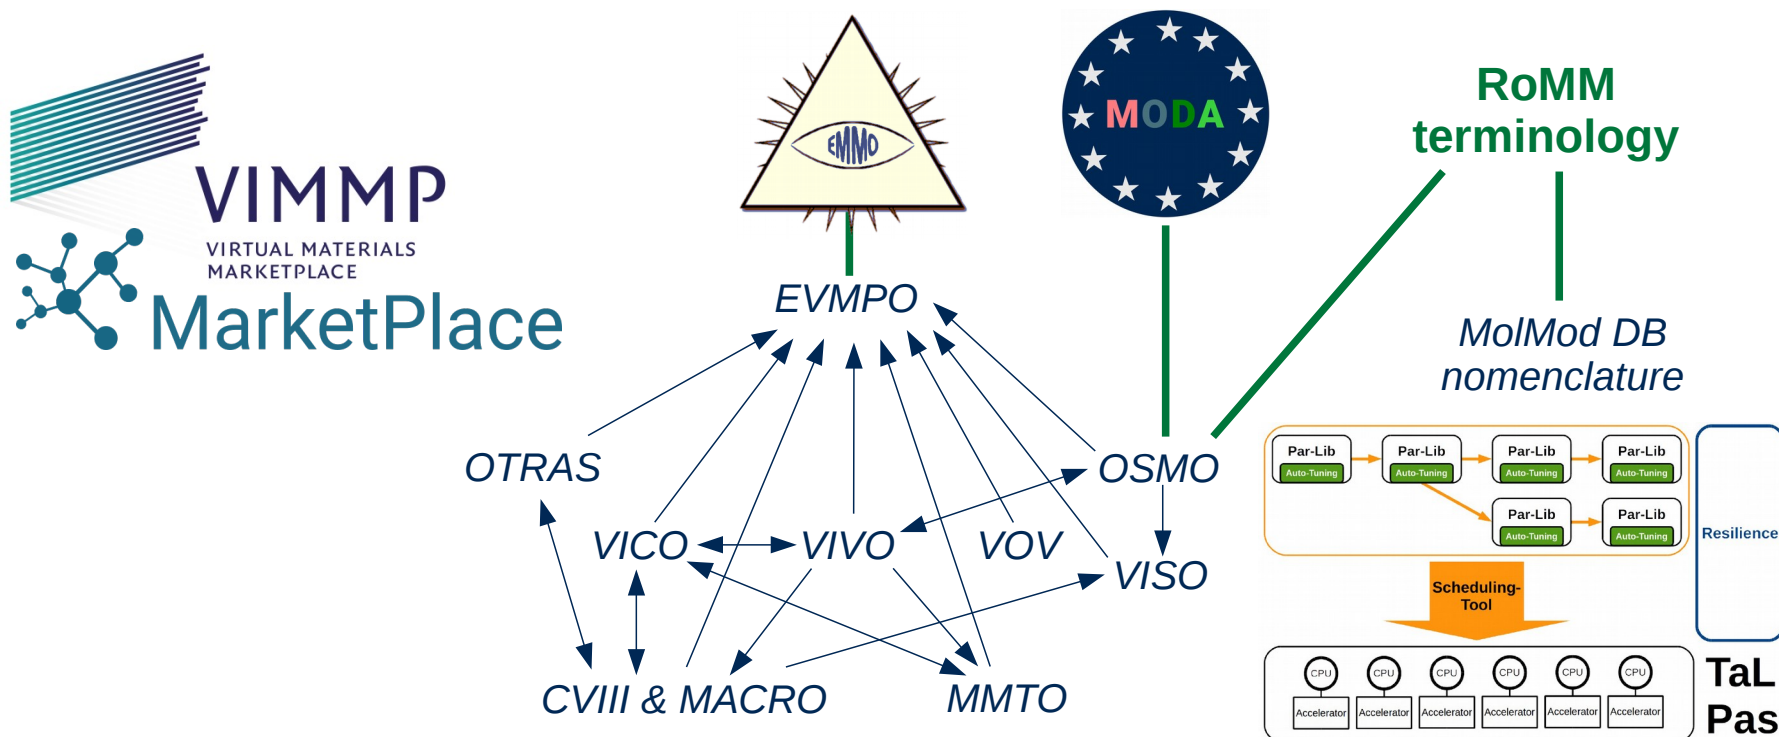 VIMMP
VIRTUAL MATERIALS
MARKETPLACE
MarketPlace
EMMO
MODA
RoMM
terminology
EVMPO
MolMod DB
nomenclature
OTRAS
OSMO
VICO
VIVO
VOV
VISO
CVIII & MACRO
MMTO
Par-Lib
Auto-Tuning
Par-Lib
Auto-Tuning
Par-Lib
Auto-Tuning
Par-Lib
Auto-Tuning
Par-Lib
Auto-Tuning
Par-Lib
Auto-Tuning
Resilience
Scheduling-
Tool
CPU
CPU
CPU
CPU
CPU
CPU
Accelerator
Accelerator
Accelerator
Accelerator
Accelerator
Accelerator
TaL
Pas